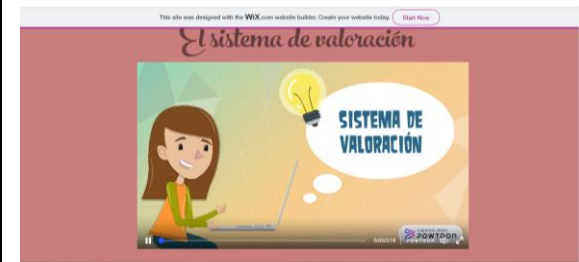 This site was designed with the WiX.com website builder. Create your website today. Start Now
El sistema de valoración
SISTEMA DE
VALORACIÓN
POWTOON